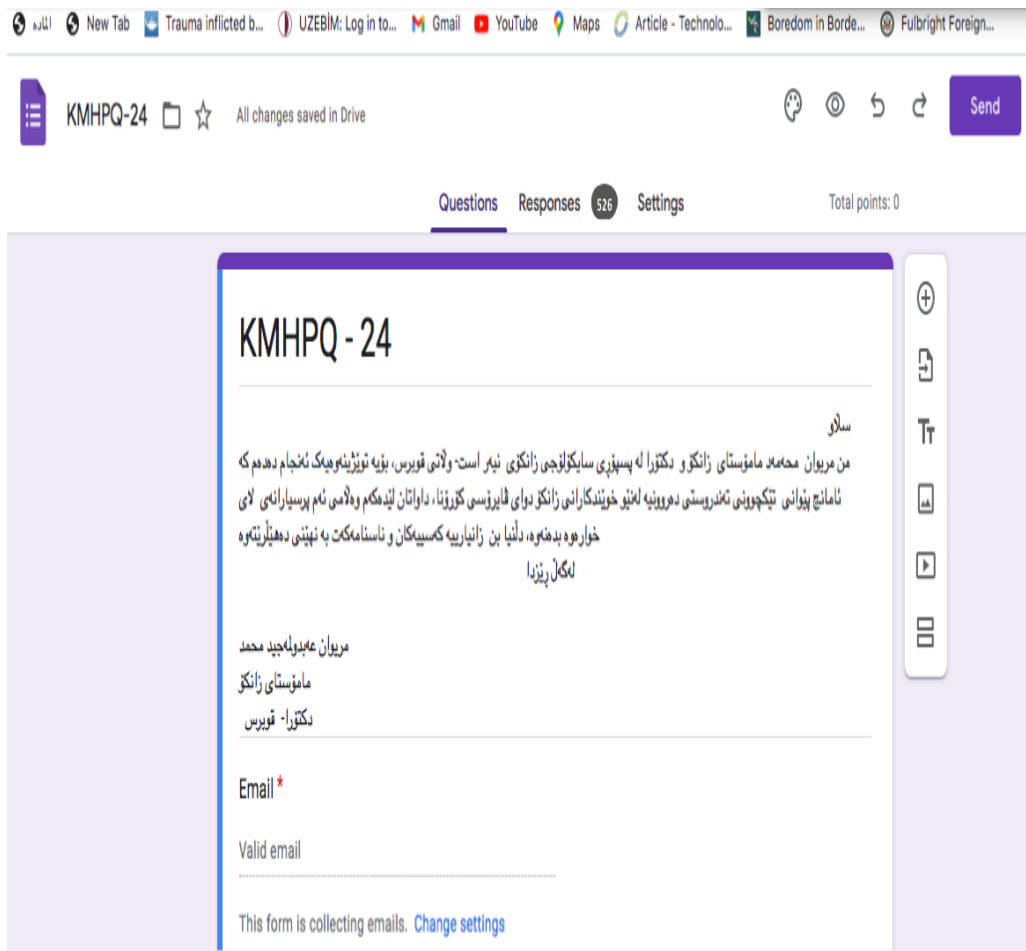 الماده New Tab Trauma inflicted b... UZEBİM: Log in to... Gmail YouTube Maps Article - Technolo... Boredom in Borde... Fulbright Foreign...
KMHPQ-24 All changes saved in Drive Send
Questions Responses 526 Settings Total points: 0
KMHPQ - 24
سلاو
من مریوان محەمەد مامۆستای زانکۆ و دکتۆرا لە پسپۆڕی سایکۆلۆجی زانکۆی نیەر است- وڵاتی قوبرس، بۆیە توێژینەوەیەک ئەنجام دەدەم کە
ئامانج پێوانی تێکچوونی تەندروستی دەروونیە لەنێو خوێندکارانی زانکۆ دوای ڤایرۆسی کۆرۆنا، داواتان لێدەکەم وەڵامی ئەم پرسیارانەی لای
خوارەوە بدەنەوە، دڵنیا بن زانیارییە کەسییەکان و ناسنامەکەت بە نهێنی دەهێڵرێتەوە
لەگەڵ ڕێزدا
مریوان عەبدولەجید محمد
مامۆستای زانکۆ
دکتۆرا- قوبرس
Email *
Valid email
This form is collecting emails. Change settings